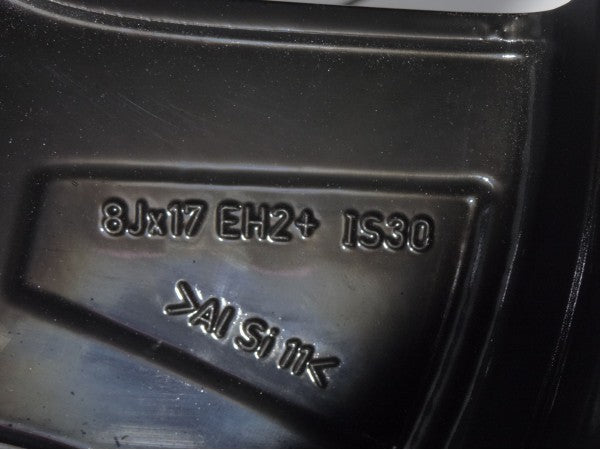 8Jx17 EH2+ IS30
>Al Si 11<